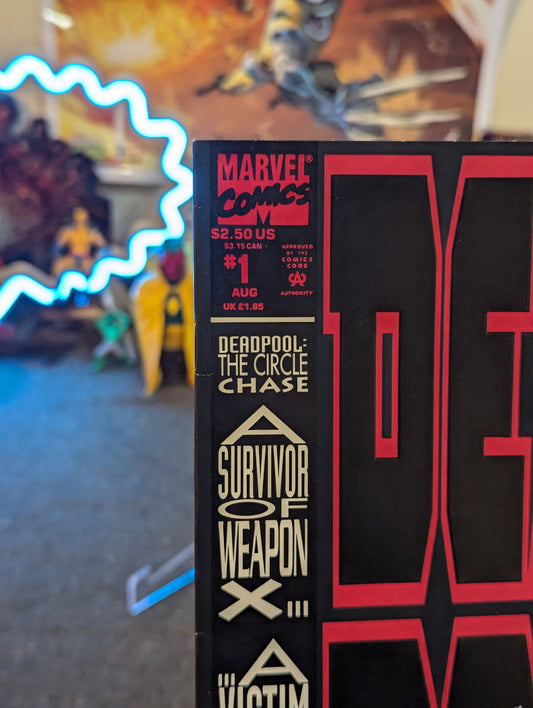 MARVEL®
COMICS
$2.50 US
$3.15 CAN
#1
AUG
UK £1.85
APPROVED
BY THE
COMICS
CODE
AUTHORITY
DEADPOOL:
THE CIRCLE
CHASE
A
SURVIVOR
OF
WEAPON
X...
...A
VICTIM
DE